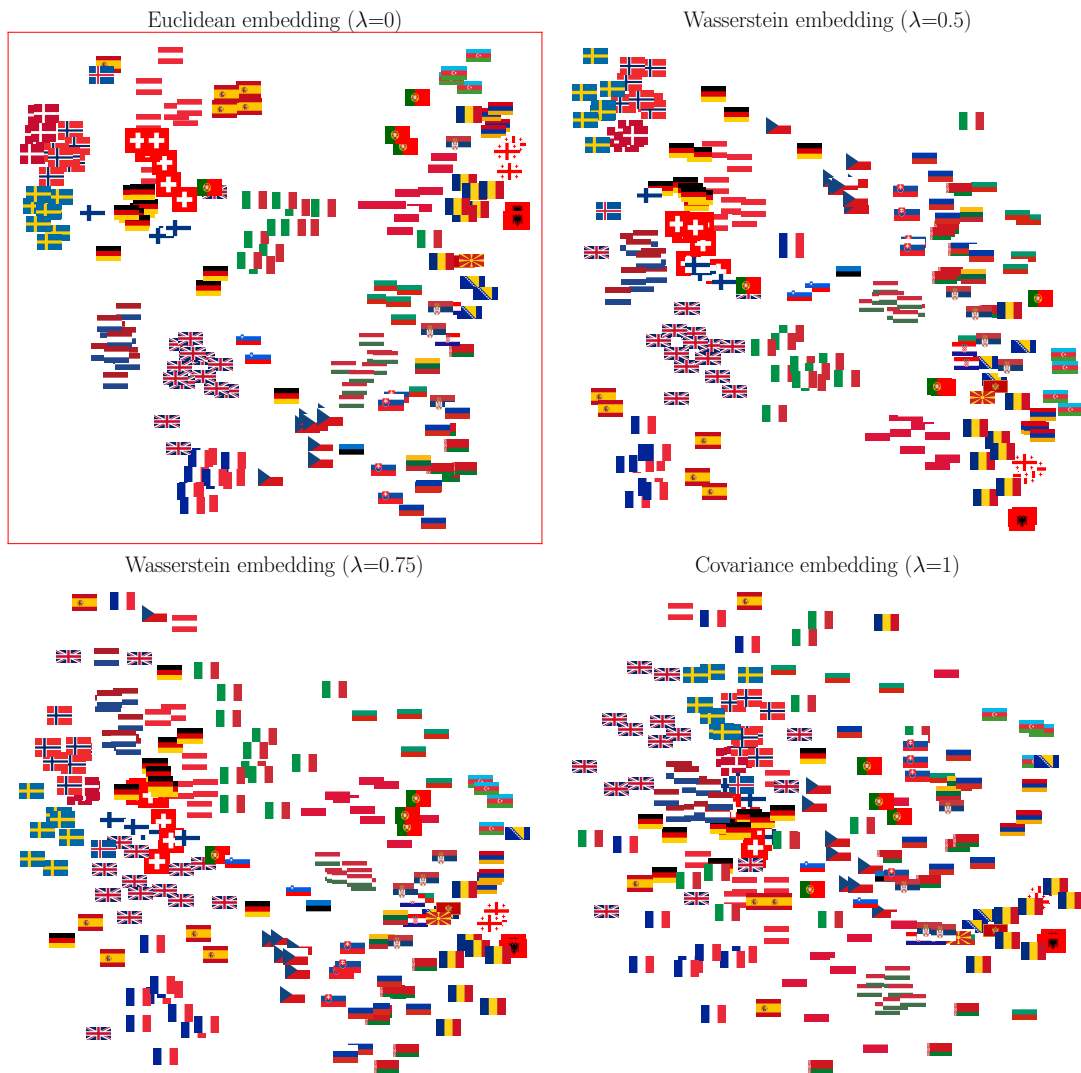 Euclidean embedding (λ=0)
Wasserstein embedding (λ=0.5)
Wasserstein embedding (λ=0.75)
Covariance embedding (λ=1)